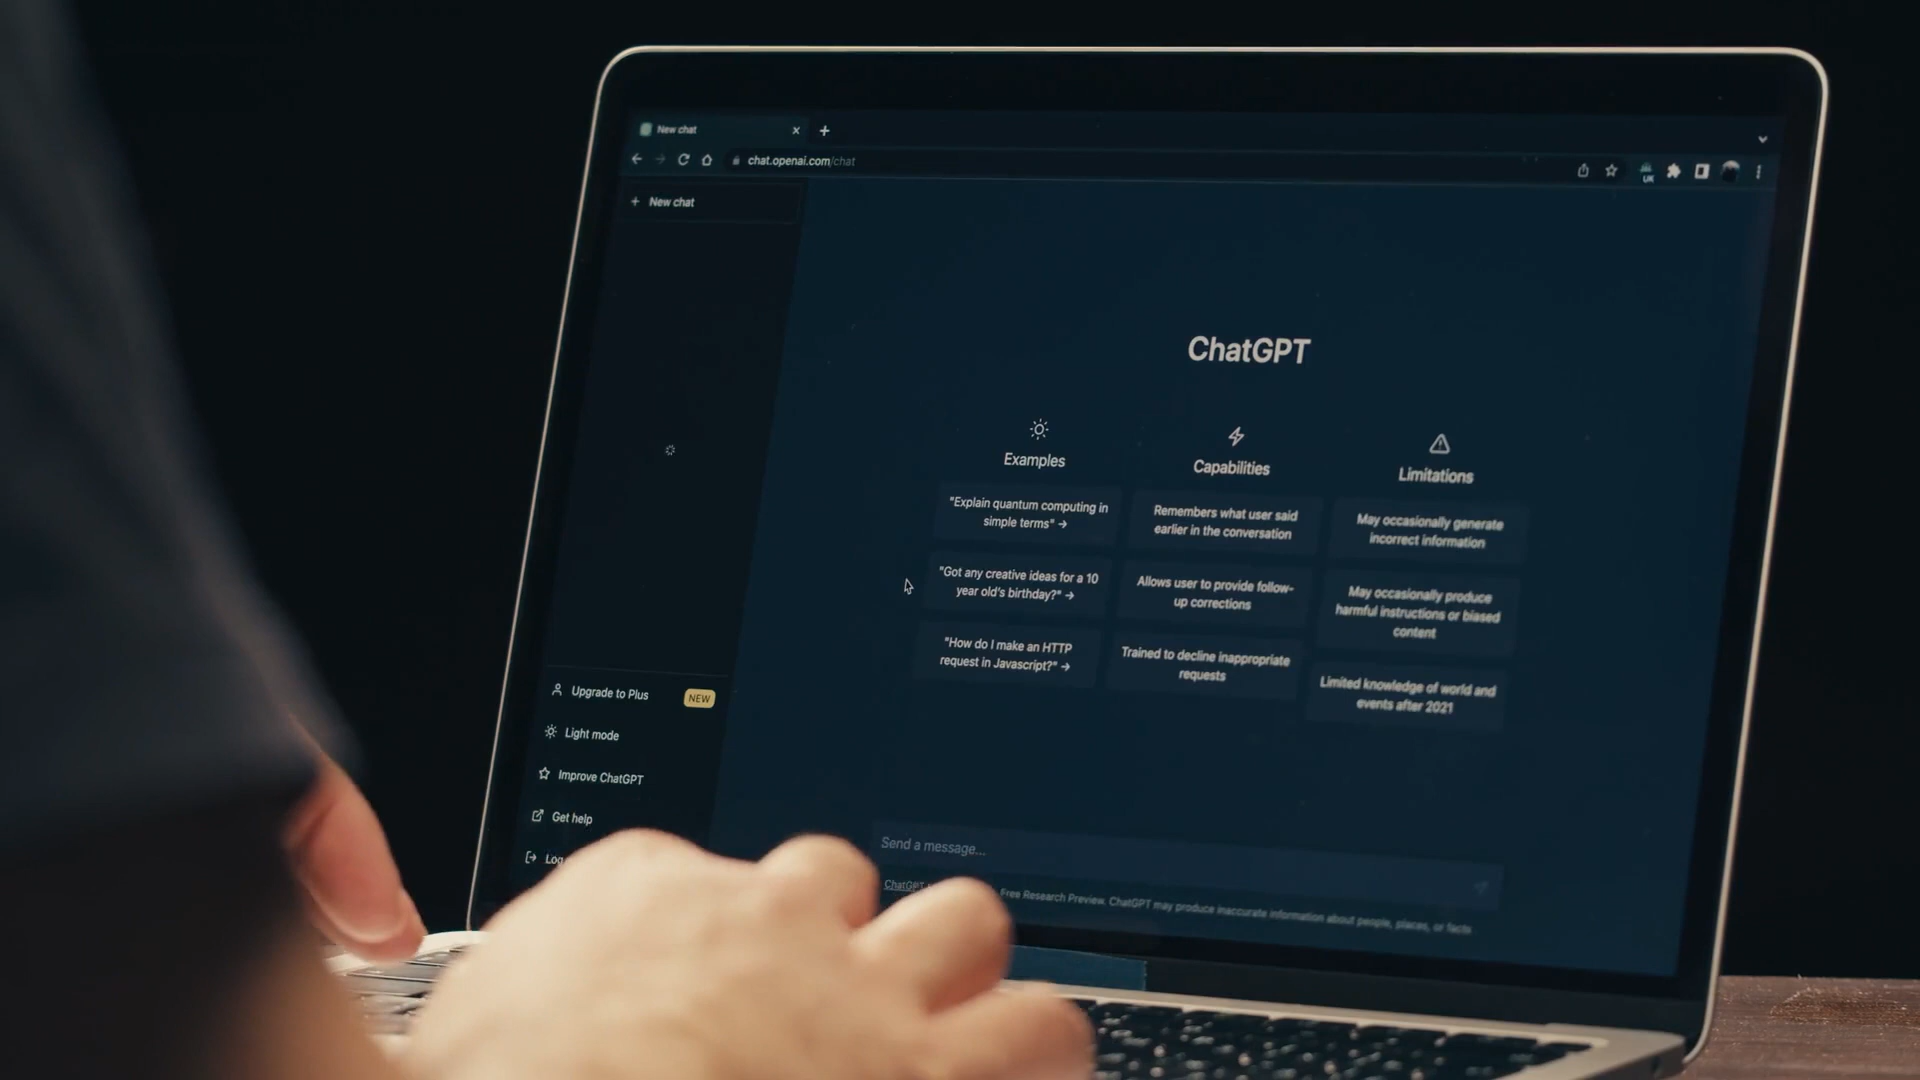 New chat
chat.openai.com/chat
UK
New chat
ChatGPT
Examples
"Explain quantum computing in
simple terms" →
"Got any creative ideas for a 10
year old's birthday?" →
"How do I make an HTTP
request in Javascript?" →
Capabilities
Remembers what user said
earlier in the conversation
Allows user to provide follow-
up corrections
Trained to decline inappropriate
requests
Limitations
May occasionally generate
incorrect information
May occasionally produce
harmful instructions or biased
content
Limited knowledge of world and
events after 2021
Upgrade to Plus NEW
Light mode
Improve ChatGPT
Get help
Log
Send a message...
ChatGPT Free Research Preview. ChatGPT may produce inaccurate information about people, places, or facts